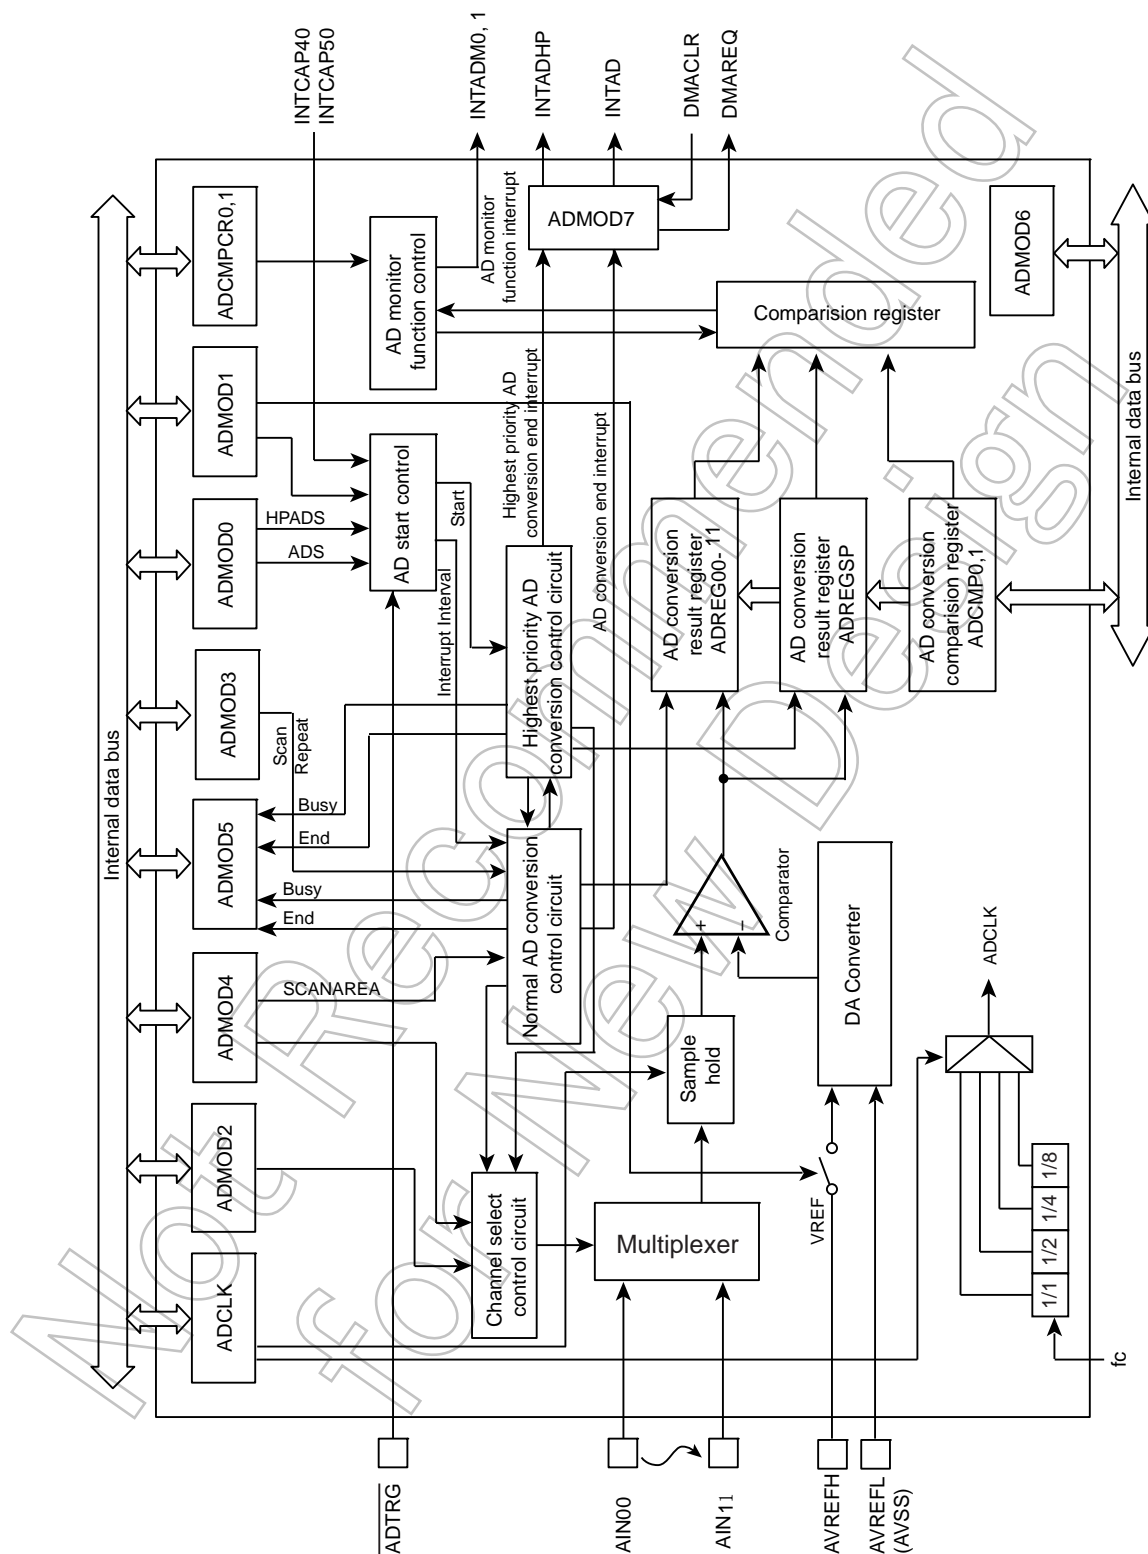 Internal data bus
ADCLK
ADMOD2
ADMOD4
ADMOD5
ADMOD3
ADMOD0
ADMOD1
ADCMPCR0,1
INTCAP40
INTCAP50
SCANAREA
End
Busy
End
Busy
Scan
Repeat
ADS
HPADS
ADTRG
AD start control
Interrupt Interval
Start
AD monitor
function control
AD monitor
function interrupt
INTADM0, 1
INTADHP
INTAD
DMACLR
DMAREQ
ADMOD7
Channel select
control circuit
Normal AD conversion
control circuit
Highest priority AD
conversion control circuit
Highest priority AD
conversion end interrupt
AD conversion end interrupt
AIN00
AIN11
Multiplexer
Sample
hold
+
−
Comparator
AD conversion
result register
ADREG00-11
AD conversion
result register
ADREGSP
AD conversion
comparision register
ADCMP0,1
Comparision register
ADMOD6
AVREFH
AVREFL
(AVSS)
VREF
DA Converter
ADCLK
1/1
1/2
1/4
1/8
fc
Internal data bus
Not Recommended
for New Design